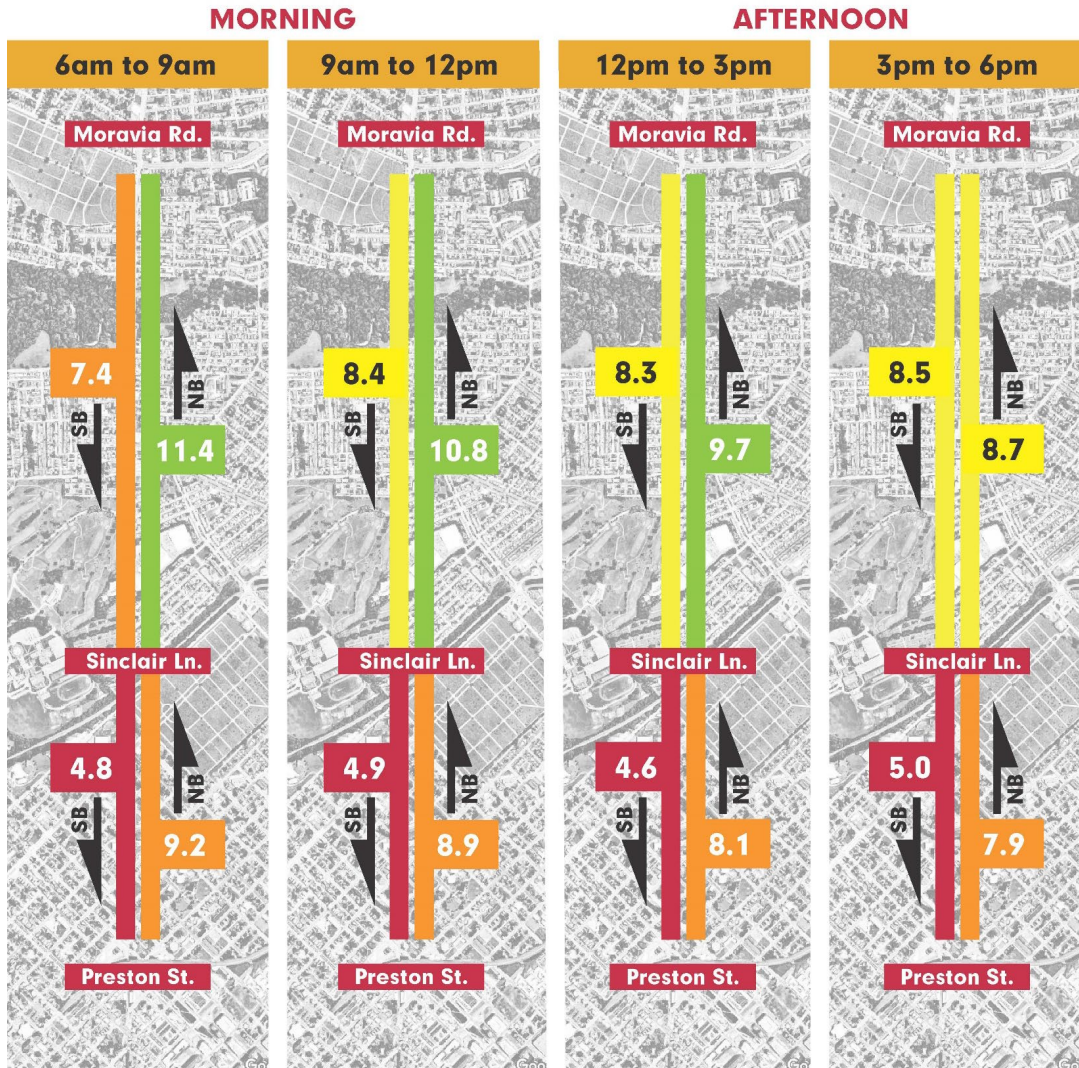 MORNING
AFTERNOON
6am to 9am
9am to 12pm
12pm to 3pm
3pm to 6pm
Moravia Rd.
Moravia Rd.
Moravia Rd.
Moravia Rd.
7.4
8.4
8.3
8.5
SB
NB
SB
NB
SB
NB
SB
NB
11.4
10.8
9.7
8.7
Sinclair Ln.
Sinclair Ln.
Sinclair Ln.
Sinclair Ln.
4.8
4.9
4.6
5.0
SB
NB
SB
NB
SB
NB
SB
NB
9.2
8.9
8.1
7.9
Preston St.
Preston St.
Preston St.
Preston St.